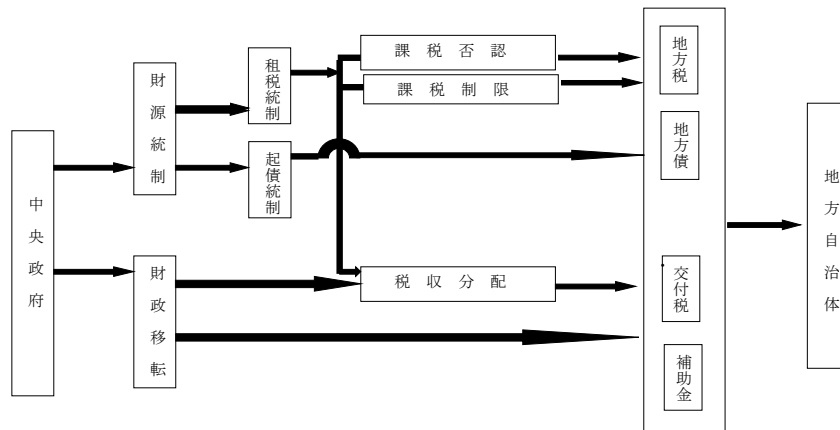 中央政府
財源統制
財政移転
租税統制
起債統制
課税否認
課税制限
税収分配
地方税
地方債
交付税
補助金
地方自治体